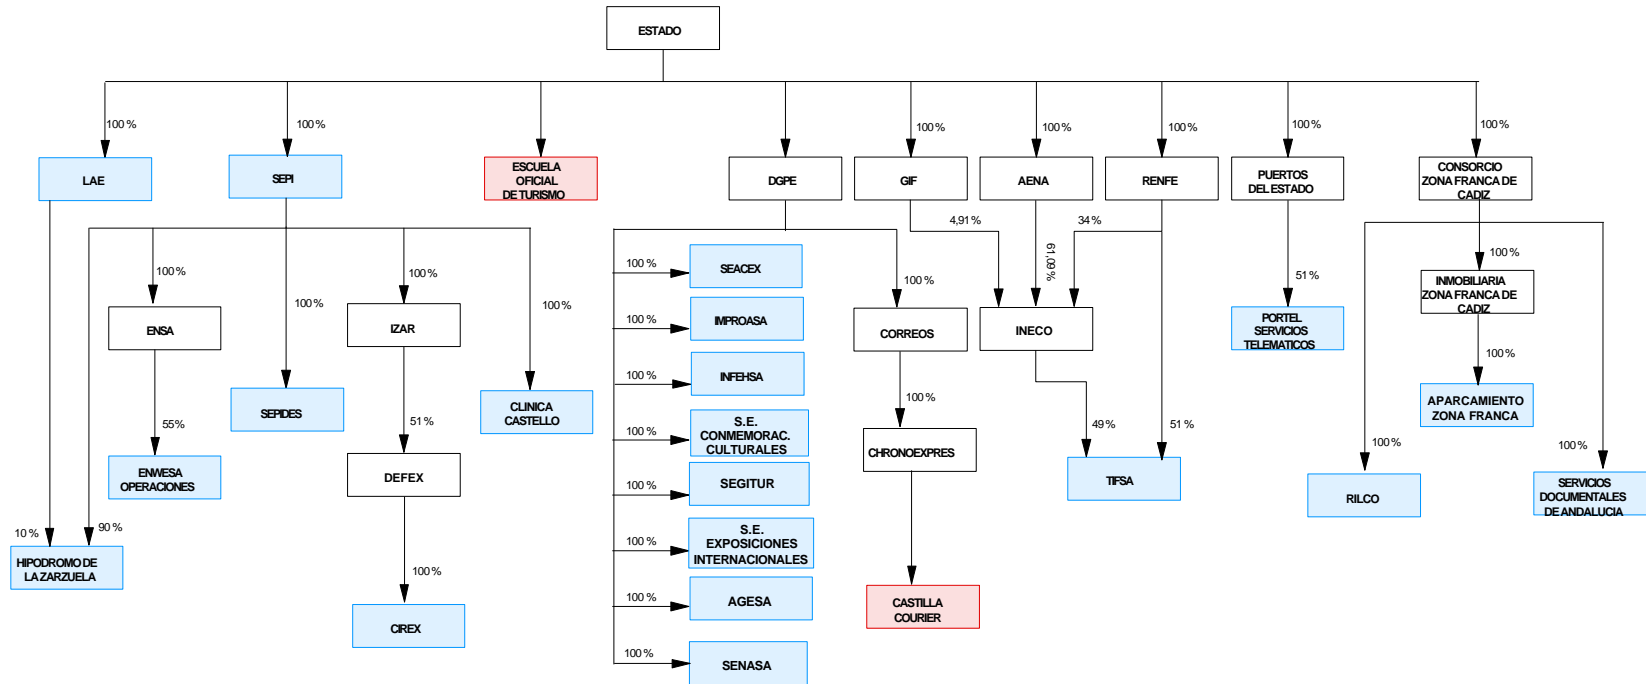 ESTADO
100 %
100 %
100 %
100 %
100 %
100 %
100 %
LAE
SEPI
ESCUELA
OFICIAL
DE TURISMO
DGPE
GIF
AENA
RENFE
PUERTOS
DEL ESTADO
CONSORCIO
ZONA FRANCA DE
CADIZ
4,91 %
61,09 %
34 %
100 %
100 %
100 %
100 %
100 %
SEACEX
100 %
51 %
100 %
INMOBILIARIA
ZONA FRANCA DE
CADIZ
ENSA
IZAR
100 %
IMPROASA
CORREOS
INECO
PORTEL
SERVICIOS
TELEMATICOS
100 %
100 %
INFEHSA
SEPIDES
CLINICA
CASTELLO
100 %
APARCAMIENTO
ZONA FRANCA
55%
51 %
100 %
S.E.
CONMEMORAC.
CULTURALES
49 %
51 %
100 %
100 %
CHRONOEXPRES
ENWESA
OPERACIONES
DEFEX
100 %
SEGITUR
TIFSA
RILCO
SERVICIOS
DOCUMENTALES
DE ANDALUCIA
10 %
90 %
100 %
S.E.
EXPOSICIONES
INTERNACIONALES
HIPODROMO DE
LA ZARZUELA
100 %
100 %
AGESA
CASTILLA
COURIER
CIREX
100 %
SENASA